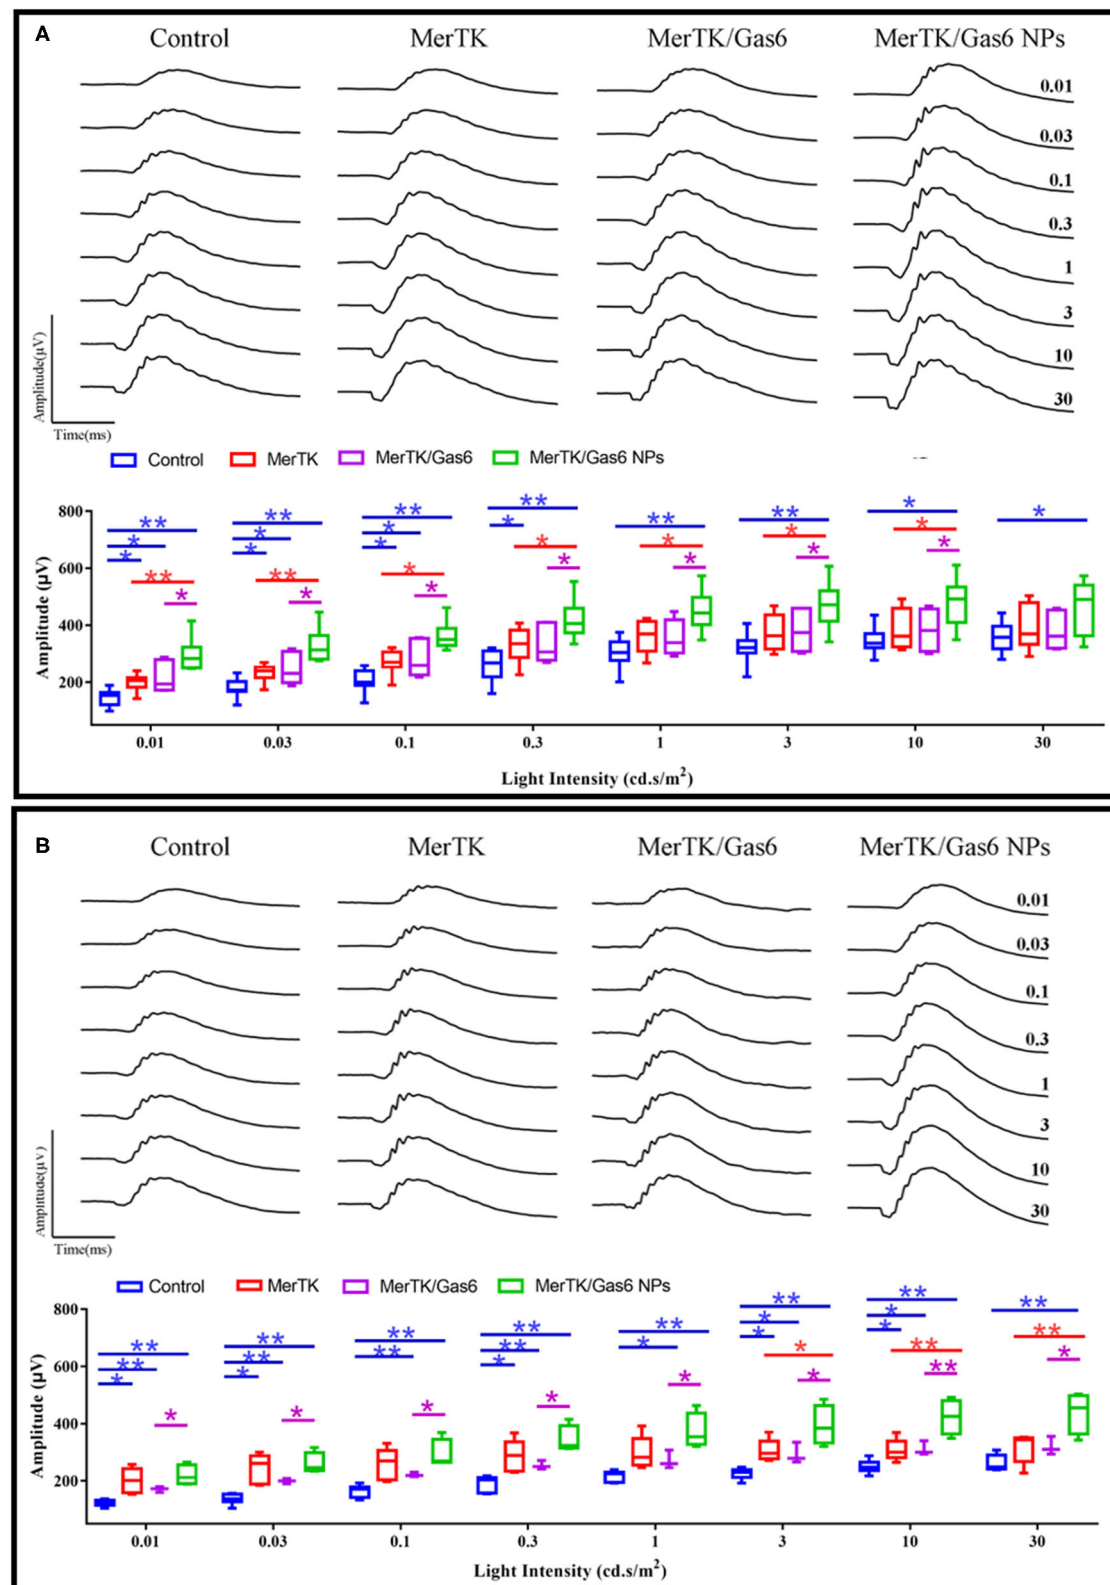 A
Control MerTK MerTK/Gas6 MerTK/Gas6 NPs
0.01
0.03
0.1
0.3
1
3
10
30
Amplitude(µV)
Time(ms)
Control MerTK MerTK/Gas6 MerTK/Gas6 NPs
** * * ** *
** * * ** *
** * * * *
** * * *
** * *
** * *
* * *
*
800
600
400
200
Amplitude (µV)
0.01 0.03 0.1 0.3 1 3 10 30
Light Intensity (cd.s/m²)
B
Control MerTK MerTK/Gas6 MerTK/Gas6 NPs
0.01
0.03
0.1
0.3
1
3
10
30
Amplitude(µV)
Time(ms)
Control MerTK MerTK/Gas6 MerTK/Gas6 NPs
** ** * *
** ** * *
** ** *
** ** * *
** * *
** * * * *
** * * ** **
** ** *
800
600
400
200
Amplitude (µV)
0.01 0.03 0.1 0.3 1 3 10 30
Light Intensity (cd.s/m²)